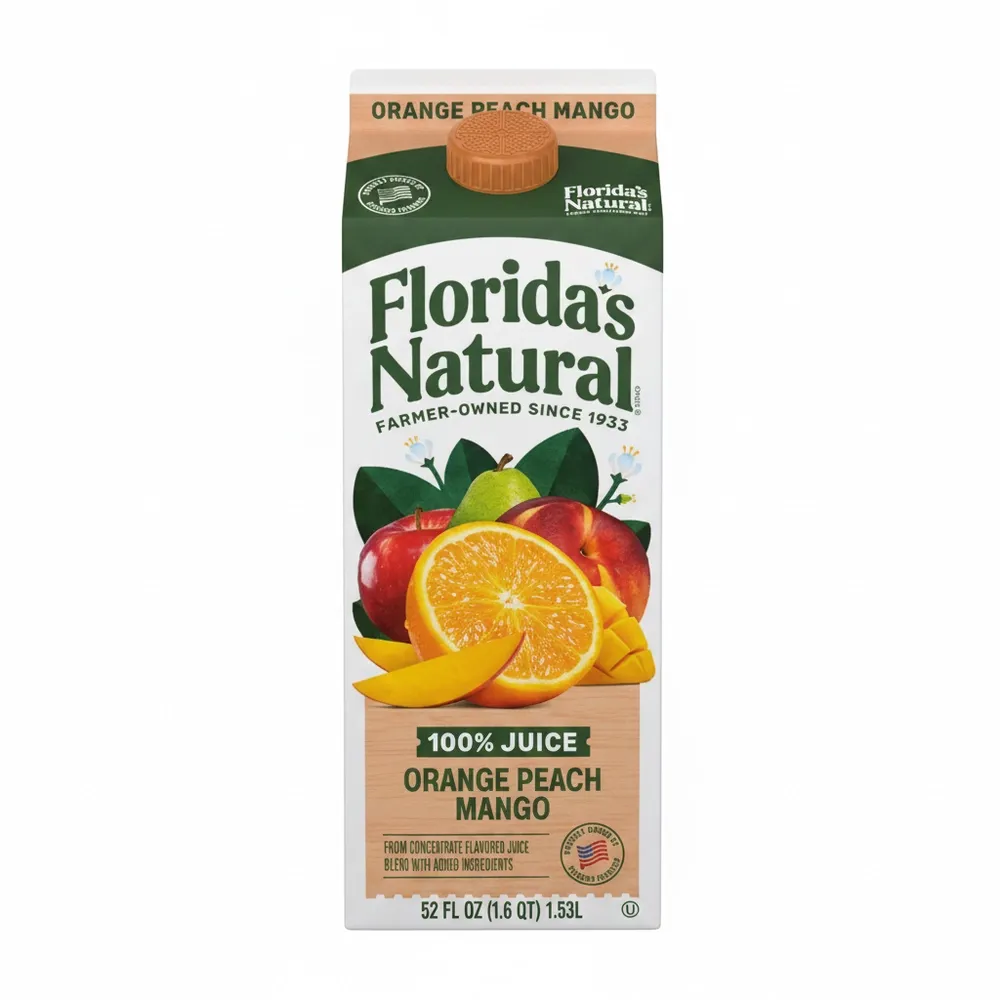 ORANGE PEACH MANGO
Florida's
Natural
Florida's
Natural
FARMER-OWNED SINCE 1933
100% JUICE
ORANGE PEACH
MANGO
FROM CONCENTRATE FLAVORED JUICE
BLEND WITH ADDED INGREDIENTS
52 FL OZ (1.6 QT) 1.53L
U